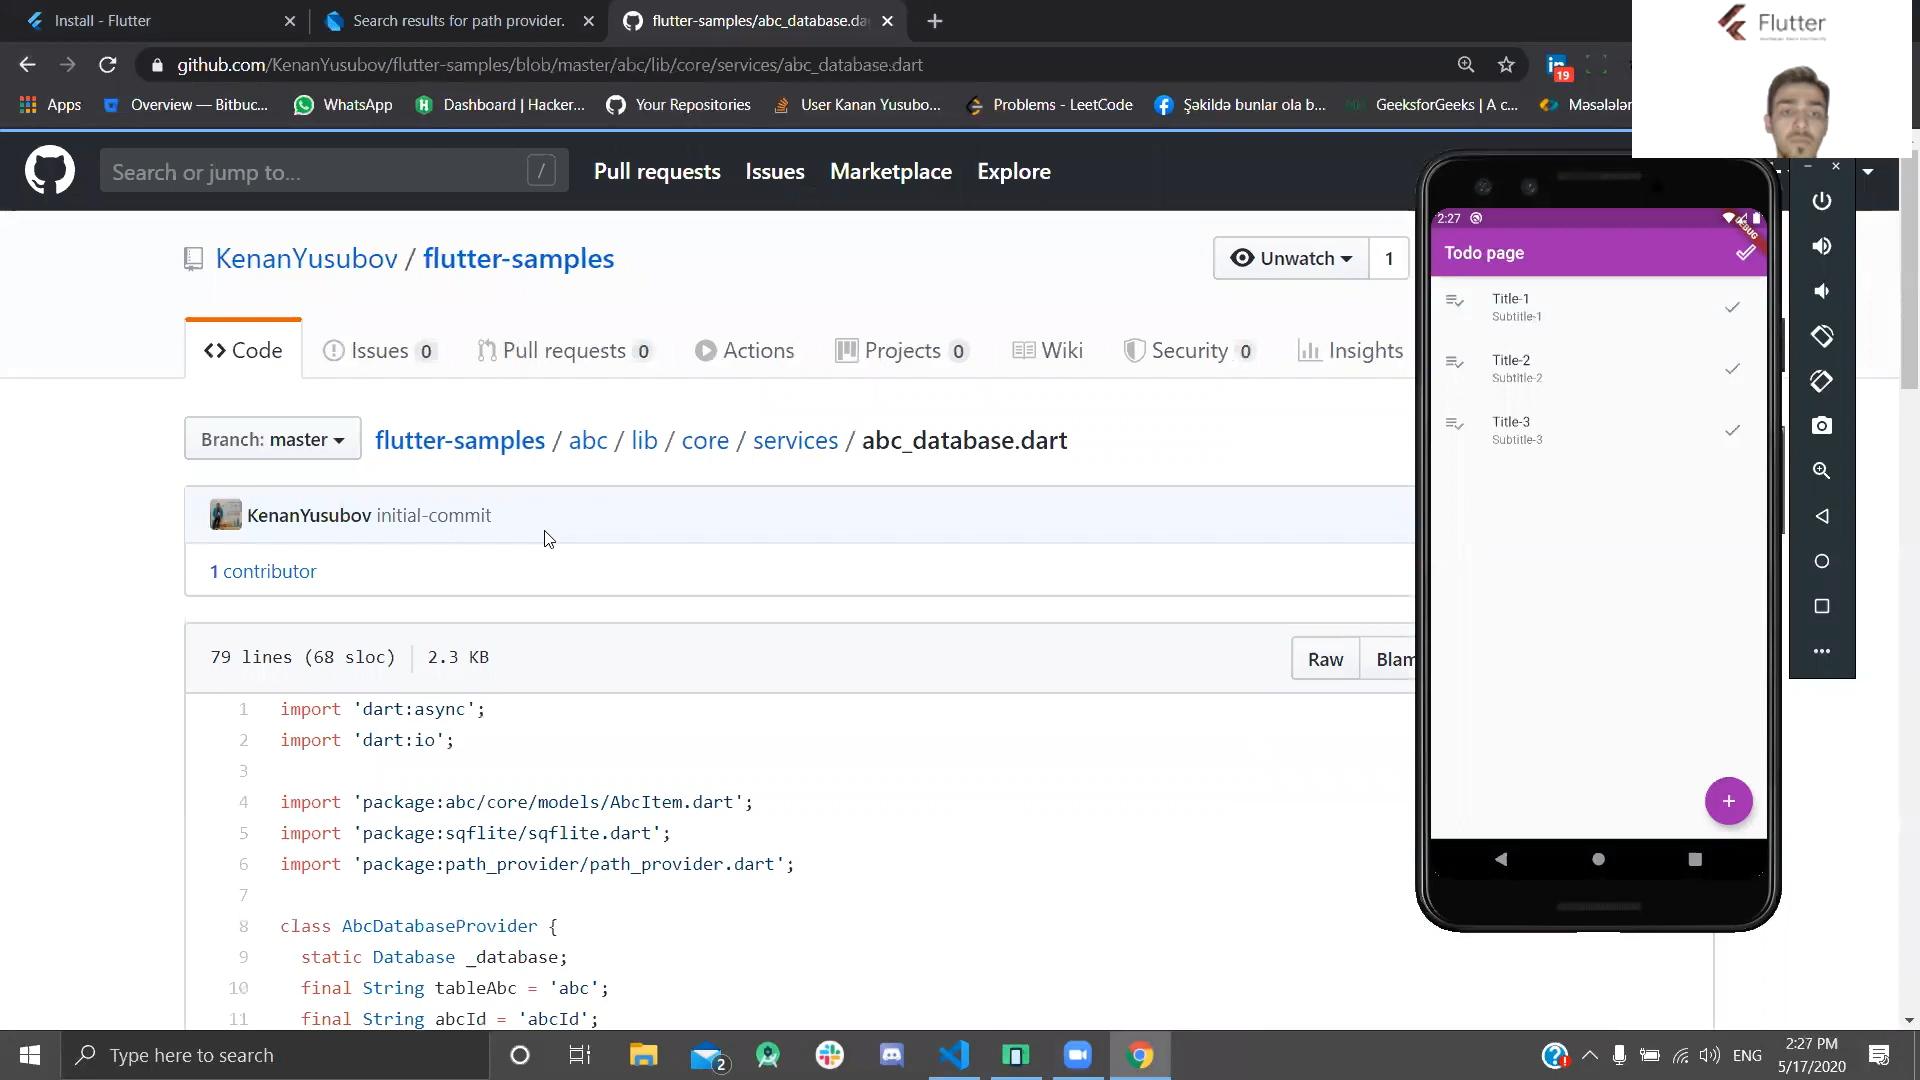 Install - Flutter
Search results for path provider.
flutter-samples/abc_database.da
Flutter
github.com/KenanYusubov/flutter-samples/blob/master/abc/lib/core/services/abc_database.dart
19
Apps
Overview — Bitbuc...
WhatsApp
Dashboard | Hacker...
Your Repositories
User Kanan Yusubo...
Problems - LeetCode
Şəkildə bunlar ola b...
GeeksforGeeks | A c...
Məsələlər
Search or jump to...
/
Pull requests
Issues
Marketplace
Explore
KenanYusubov / flutter-samples
Unwatch
1
Code
Issues 0
Pull requests 0
Actions
Projects 0
Wiki
Security 0
Insights
Branch: master
flutter-samples / abc / lib / core / services / abc_database.dart
KenanYusubov initial-commit
1 contributor
79 lines (68 sloc)
2.3 KB
Raw
Blam
1 import 'dart:async';
2 import 'dart:io';
3
4 import 'package:abc/core/models/AbcItem.dart';
5 import 'package:sqflite/sqflite.dart';
6 import 'package:path_provider/path_provider.dart';
7
8 class AbcDatabaseProvider {
9 static Database _database;
10 final String tableAbc = 'abc';
11 final String abcId = 'abcId';
2:27
DEBUG
Todo page
Title-1
Subtitle-1
Title-2
Subtitle-2
Title-3
Subtitle-3
Type here to search
2
ENG
2:27 PM
5/17/2020